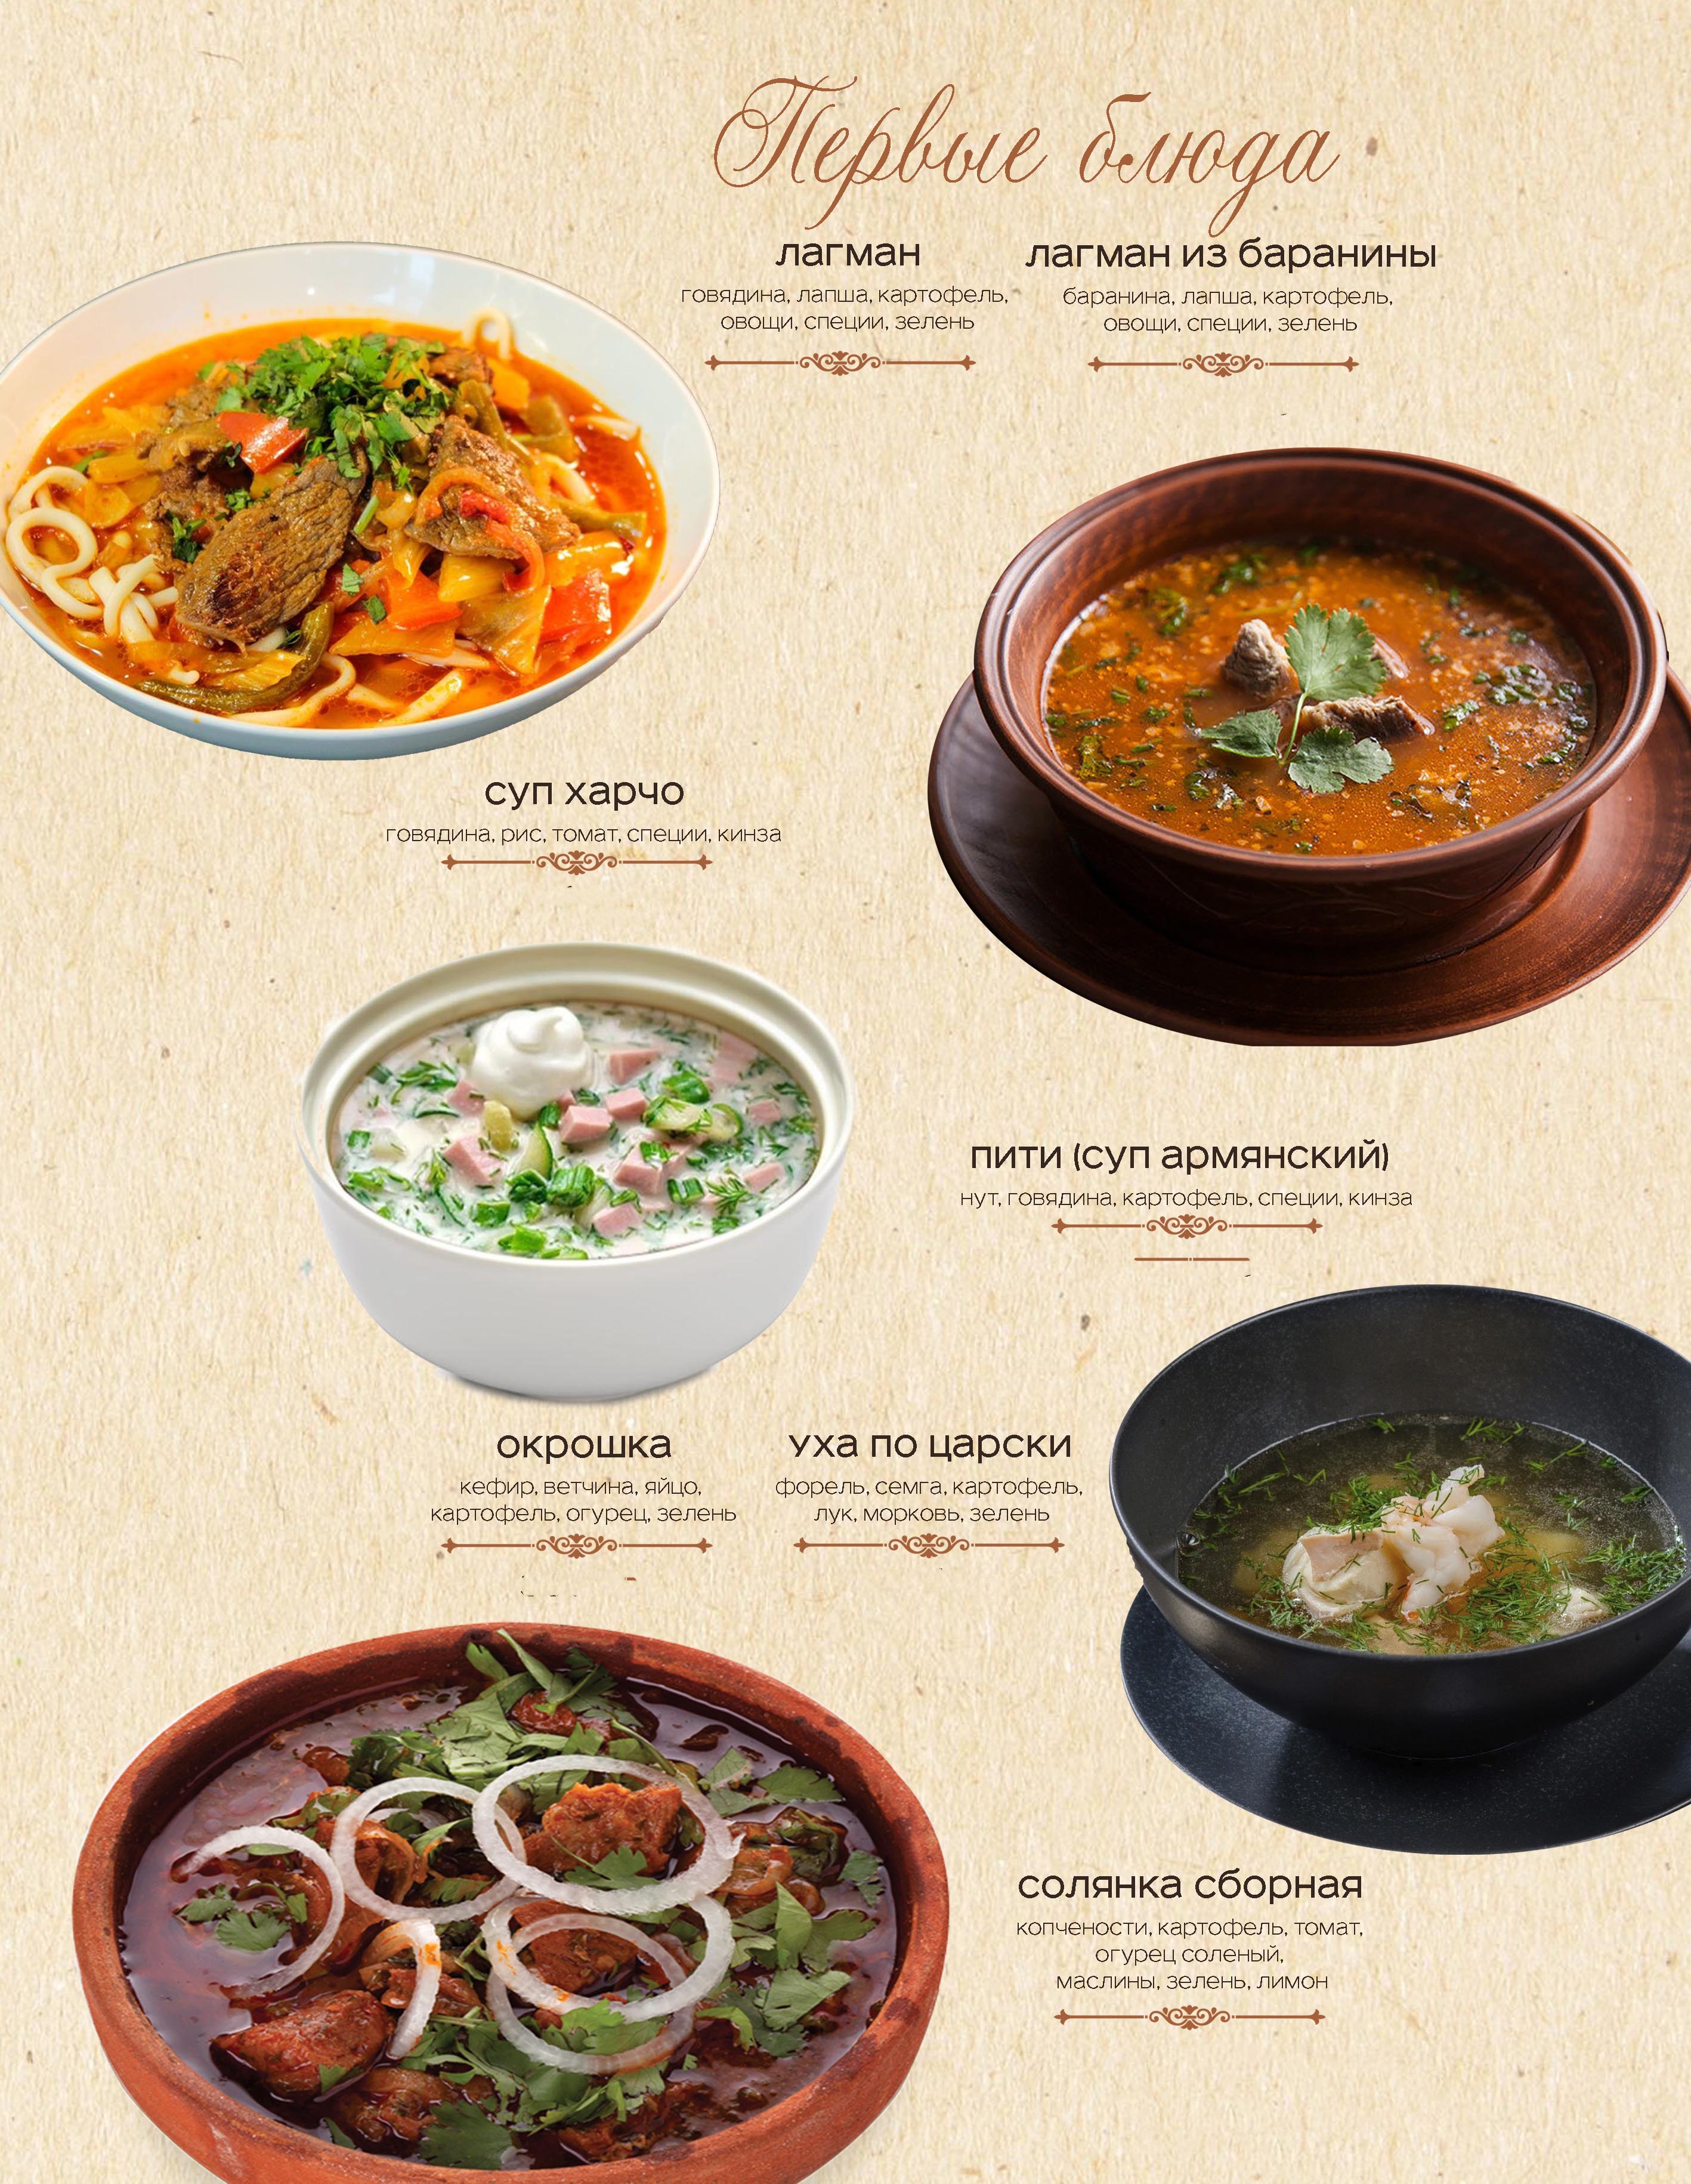 Первые блюда
лагман
говядина, лапша, картофель,
овощи, специи, зелень
лагман из баранины
баранина, лапша, картофель,
овощи, специи, зелень
суп харчо
говядина, рис, томат, специи, кинза
пити (суп армянский)
нут, говядина, картофель, специи, кинза
окрошка
кефир, ветчина, яйцо,
картофель, огурец, зелень
уха по царски
форель, семга, картофель,
лук, морковь, зелень
солянка сборная
копчености, картофель, томат,
огурец соленый,
маслины, зелень, лимон